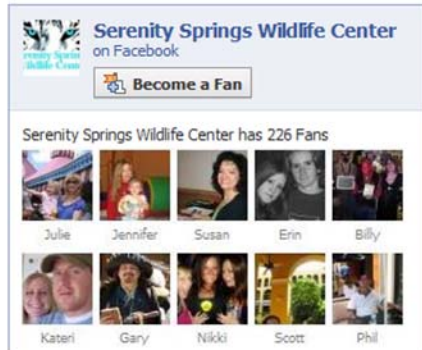 Serenity Springs Wildlife Center
on Facebook
Become a Fan
Serenity Springs Wildlife Center has 226 Fans
Julie Jennifer Susan Erin Billy
Kateri Gary Nikki Scott Phil